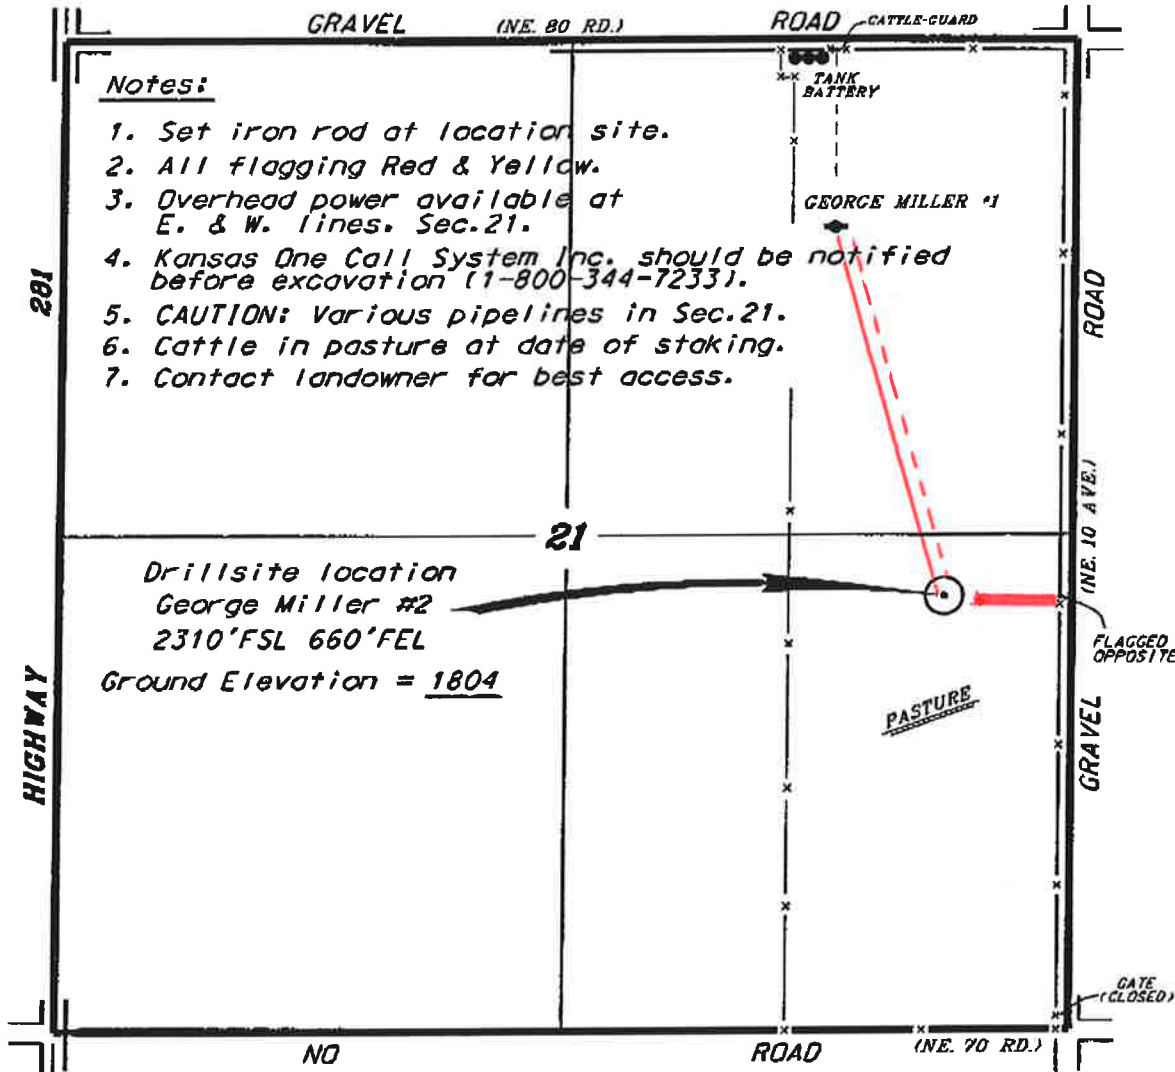 GRAVEL (NE. 80 RD.) ROAD CATTLE-GUARD
TANK
BATTERY
Notes:
1. Set iron rod at location site.
2. All flagging Red & Yellow.
3. Overhead power available at
E. & W. lines. Sec.21.
4. Kansas One Call System Inc. should be notified
before excavation (1-800-344-7233).
5. CAUTION: Various pipelines in Sec.21.
6. Cattle in pasture at date of staking.
7. Contact landowner for best access.
GEORGE MILLER #1
281
ROAD
(NE. 10 AVE.)
21
Drillsite location
George Miller #2
2310'FSL 660'FEL
Ground Elevation = 1804
FLAGGED
OPPOSITE
PASTURE
HIGHWAY
GRAVEL
GATE
(CLOSED)
NO ROAD (NE. 70 RD.)